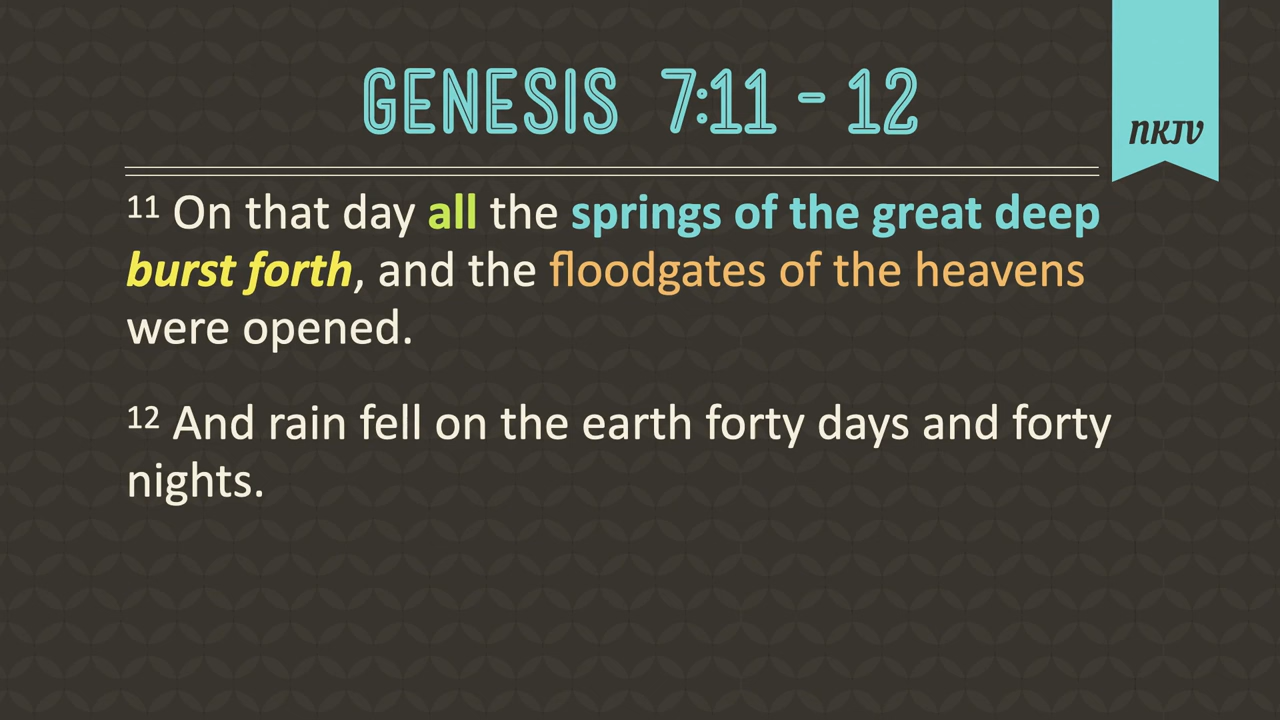 GENESIS 7:11 - 12
NKJV
11 On that day all the springs of the great deep
burst forth, and the floodgates of the heavens
were opened.
12 And rain fell on the earth forty days and forty
nights.